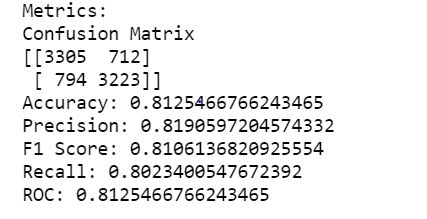 Metrics:
Confusion Matrix
[[3305  712]
 [ 794 3223]]
Accuracy: 0.8125466766243465
Precision: 0.8190597204574332
F1 Score: 0.8106136820925554
Recall: 0.8023400547672392
ROC: 0.8125466766243465